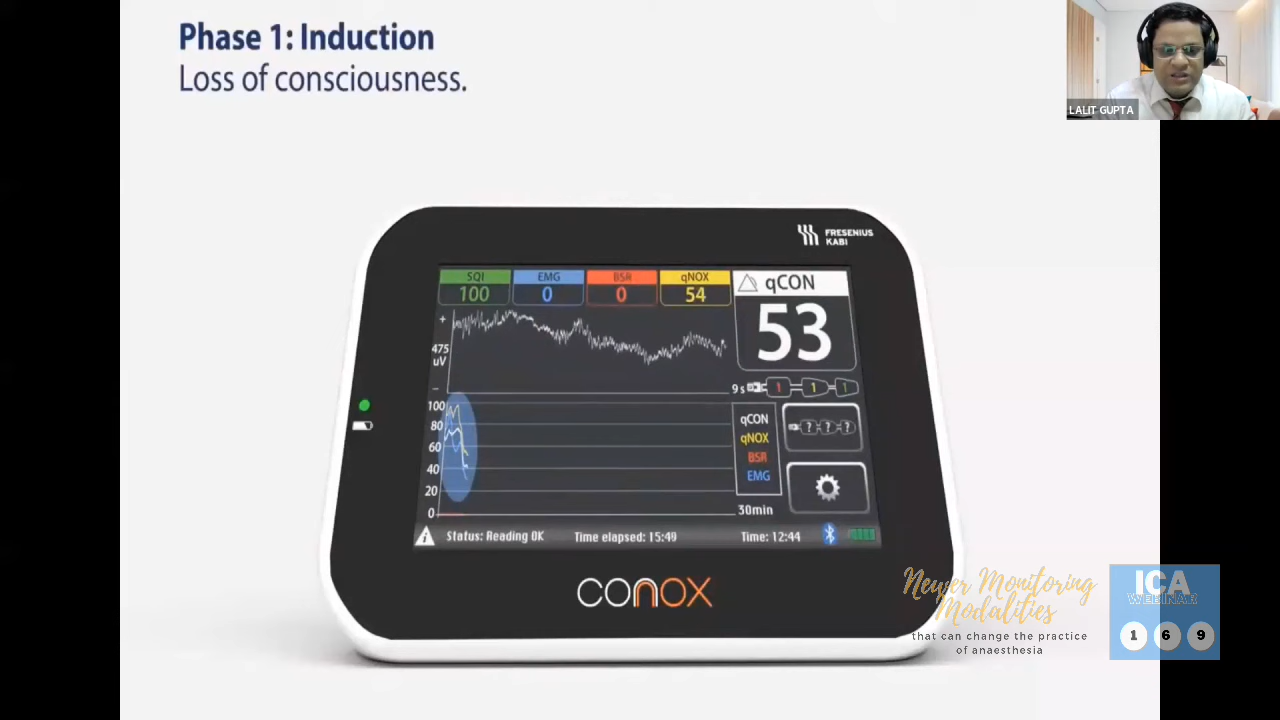 Phase 1: Induction
Loss of consciousness.
LALIT GUPTA
FRESENIUS
KABI
SQI
100
EMG
0
BSR
0
qNOX
54
qCON
53
+
475
uV
–
9 s
1
1
1
100
80
60
40
20
0
qCON
qNOX
BSR
EMG
? ? ?
30min
Status: Reading OK
Time elapsed: 15:49
Time: 12:44
conox
Newer Monitoring
Modalities
that can change the practice
of anaesthesia
ICA
WEBINAR
1 6 9